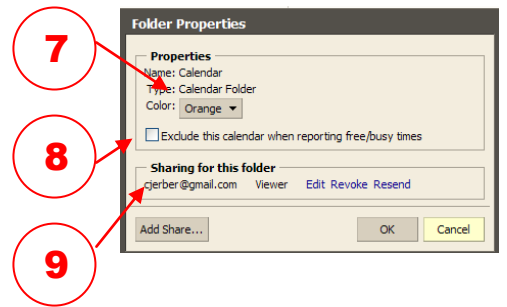 Folder Properties
7
Properties
Name: Calendar
Type: Calendar Folder
Color: Orange
8
Exclude this calendar when reporting free/busy times
Sharing for this folder
cjerber@gmail.com Viewer Edit Revoke Resend
9
Add Share... OK Cancel